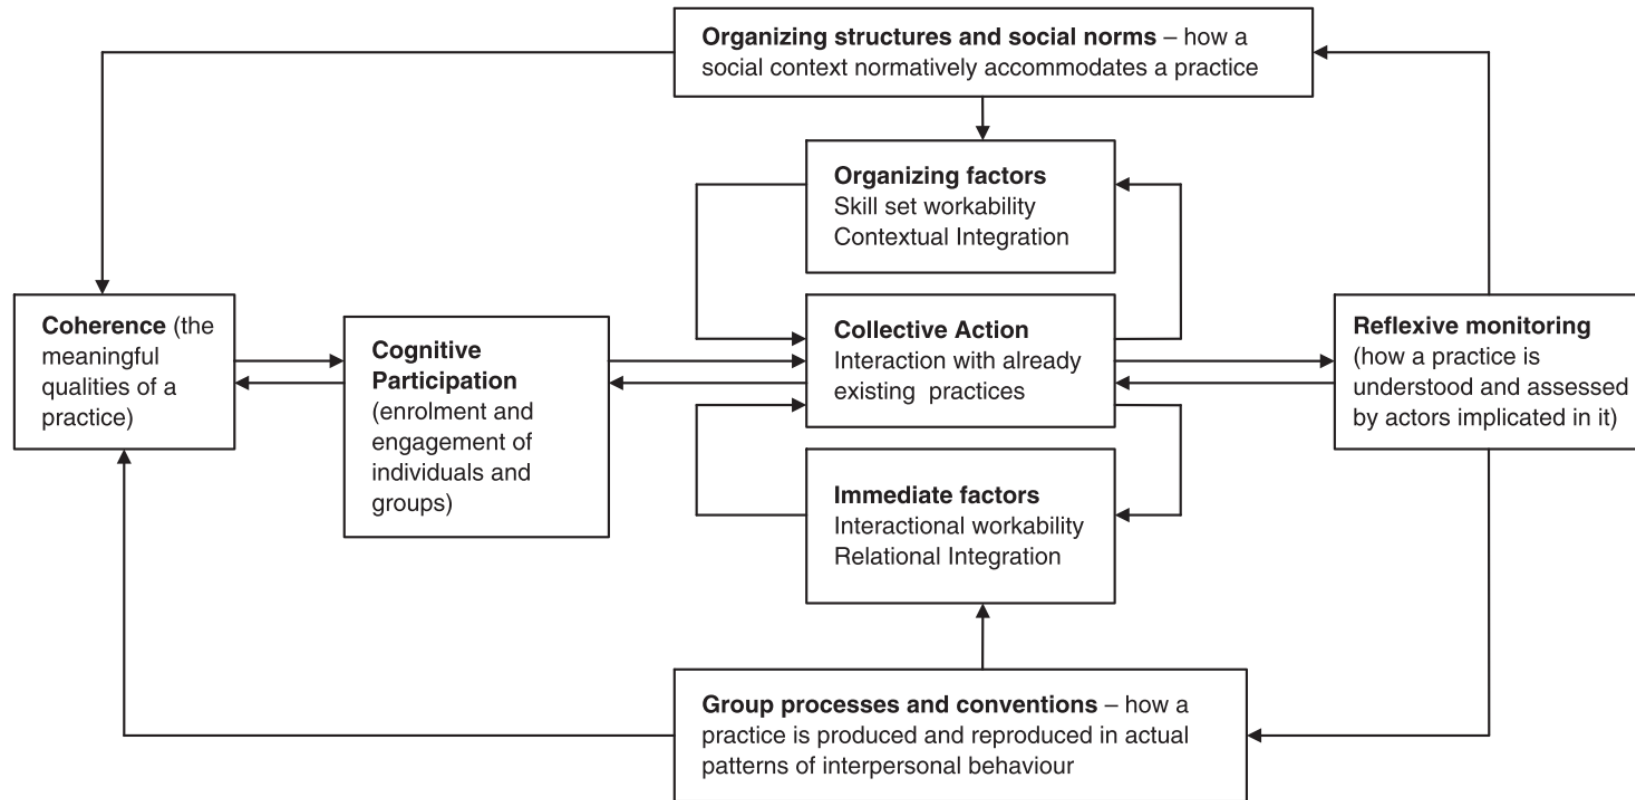 Organizing structures and social norms – how a
social context normatively accommodates a practice
Organizing factors
Skill set workability
Contextual Integration
Coherence (the
meaningful
qualities of a
practice)
Cognitive
Participation
(enrolment and
engagement of
individuals and
groups)
Collective Action
Interaction with already
existing practices
Reflexive monitoring
(how a practice is
understood and assessed
by actors implicated in it)
Immediate factors
Interactional workability
Relational Integration
Group processes and conventions – how a
practice is produced and reproduced in actual
patterns of interpersonal behaviour